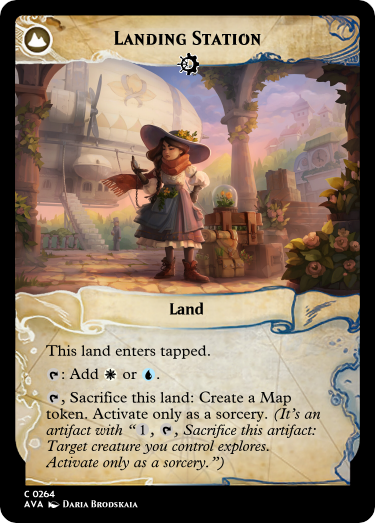 Landing Station
Land
This land enters tapped.
: Add or .
, Sacrifice this land: Create a Map
token. Activate only as a sorcery. (It's an
artifact with “1, , Sacrifice this artifact:
Target creature you control explores.
Activate only as a sorcery.”)
C 0264
AVA Daria Brodskaia